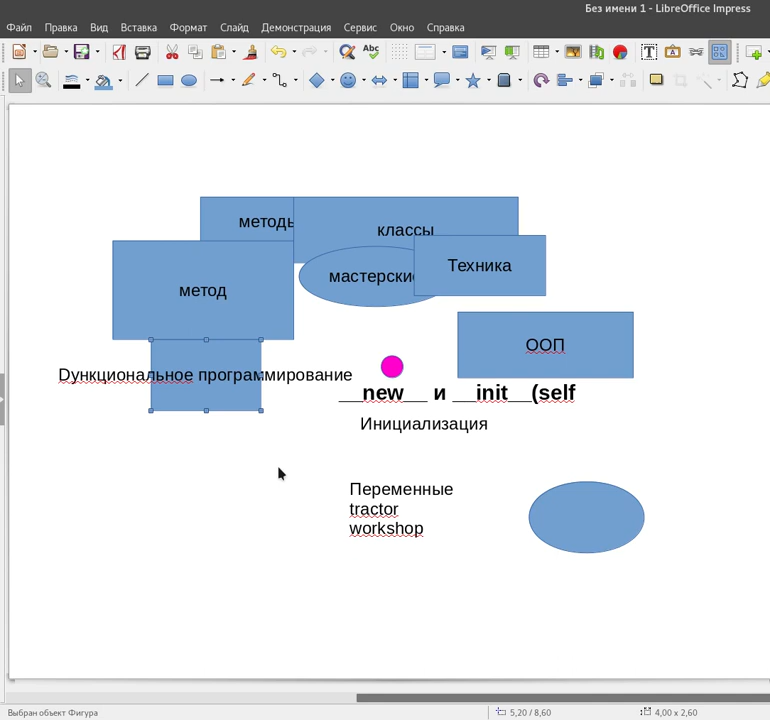 Без имени 1 - LibreOffice Impress
Файл Правка Вид Вставка Формат Слайд Демонстрация Сервис Окно Справка
Abc
методы
классы
Техника
мастерские
метод
ООП
Dункциональное программирование
__new__ и __init__(self
Инициализация
Переменные
tractor
workshop
Выбран объект Фигура 5,20 / 8,60 4,00 x 2,60